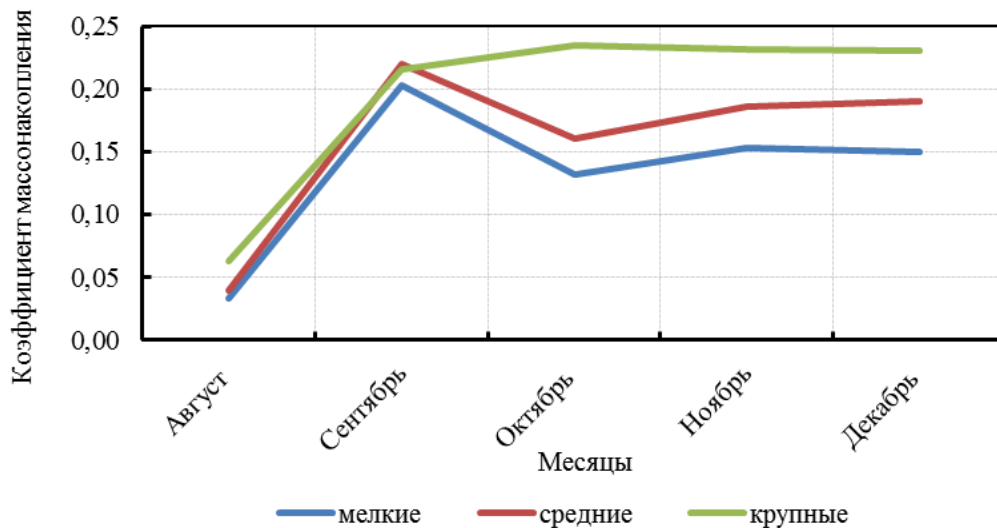 Коэффициент массонакопления
0,25
0,20
0,15
0,10
0,05
0,00
Август
Сентябрь
Октябрь
Ноябрь
Декабрь
Месяцы
мелкие средние крупные